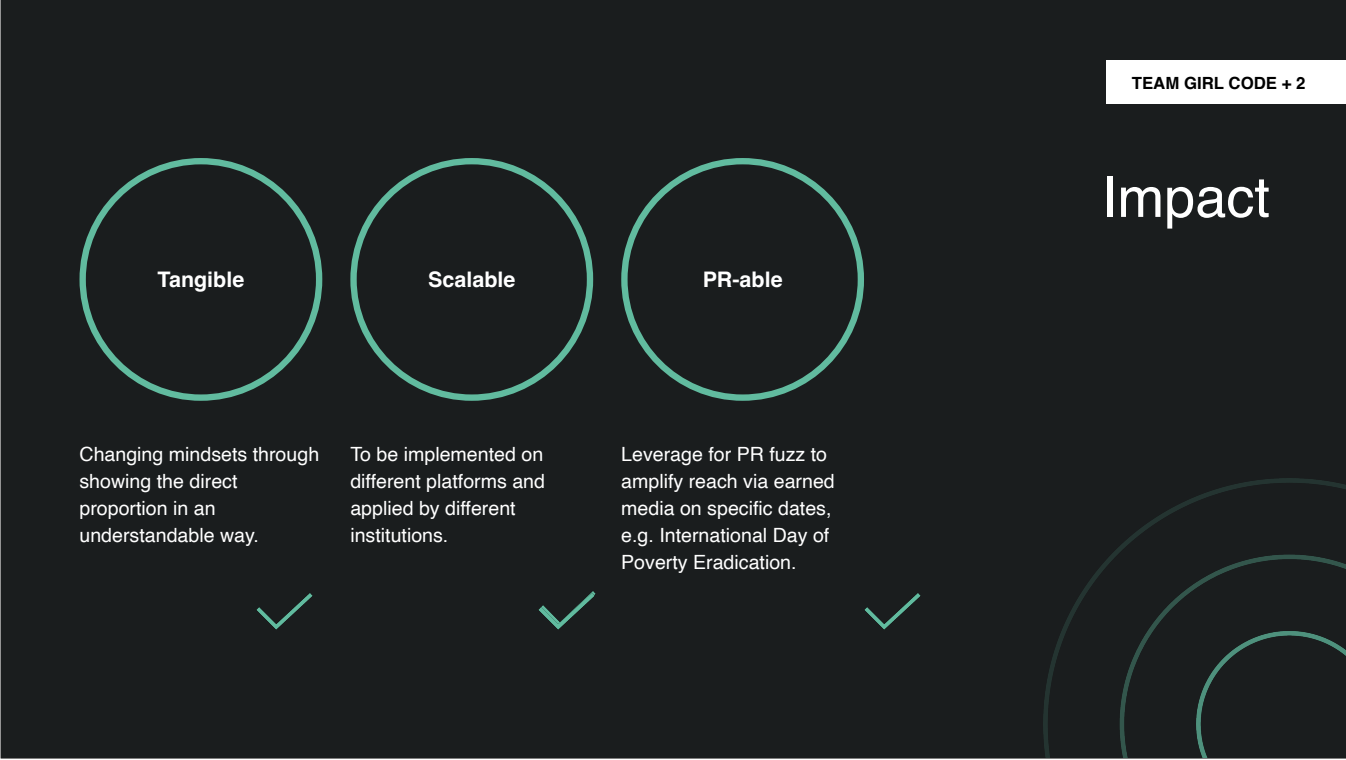 TEAM GIRL CODE + 2
Impact
Tangible
Scalable
PR-able
Changing mindsets through
showing the direct
proportion in an
understandable way.
To be implemented on
different platforms and
applied by different
institutions.
Leverage for PR fuzz to
amplify reach via earned
media on specific dates,
e.g. International Day of
Poverty Eradication.